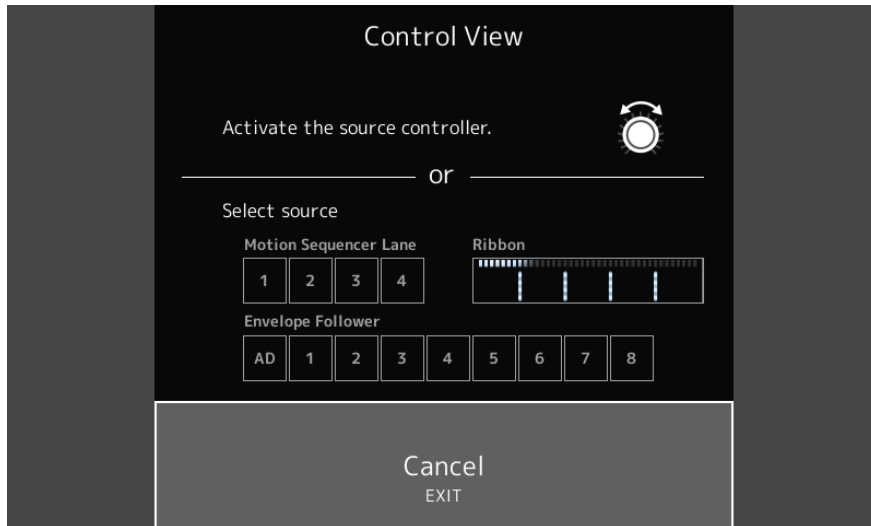 Control View
Activate the source controller.
or
Select source
Motion Sequencer Lane
Ribbon
1 2 3 4
Envelope Follower
AD 1 2 3 4 5 6 7 8
Cancel
EXIT